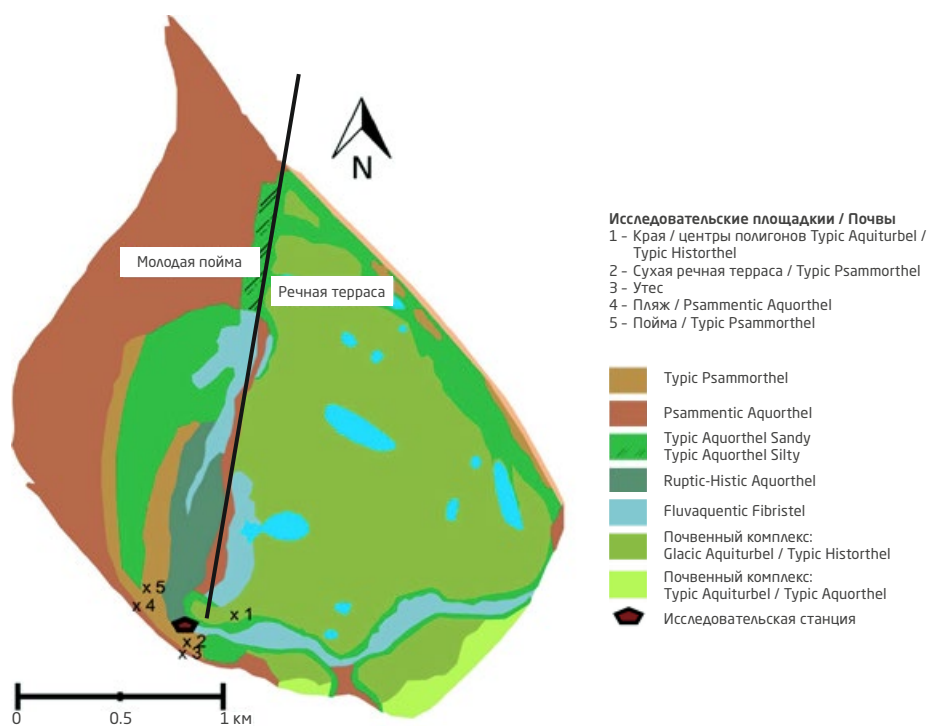 N
Молодая пойма
Речная терраса
x 5
x 4
x 1
x 2
x 3
0
0.5
1 км
Исследовательские площадкии / Почвы
1 – Края / центры полигонов Typic Aquiturbel /
Typic Historthel
2 – Сухая речная терраса / Typic Psammorthel
3 – Утес
4 – Пляж / Psammentic Aquorthel
5 – Пойма / Typic Psammorthel
Typic Psammorthel
Psammentic Aquorthel
Typic Aquorthel Sandy
Typic Aquorthel Silty
Ruptic-Histic Aquorthel
Fluvaquentic Fibristel
Почвенный комплекс:
Glacic Aquiturbel / Typic Historthel
Почвенный комплекс:
Typic Aquiturbel / Typic Aquorthel
Исследовательская станция